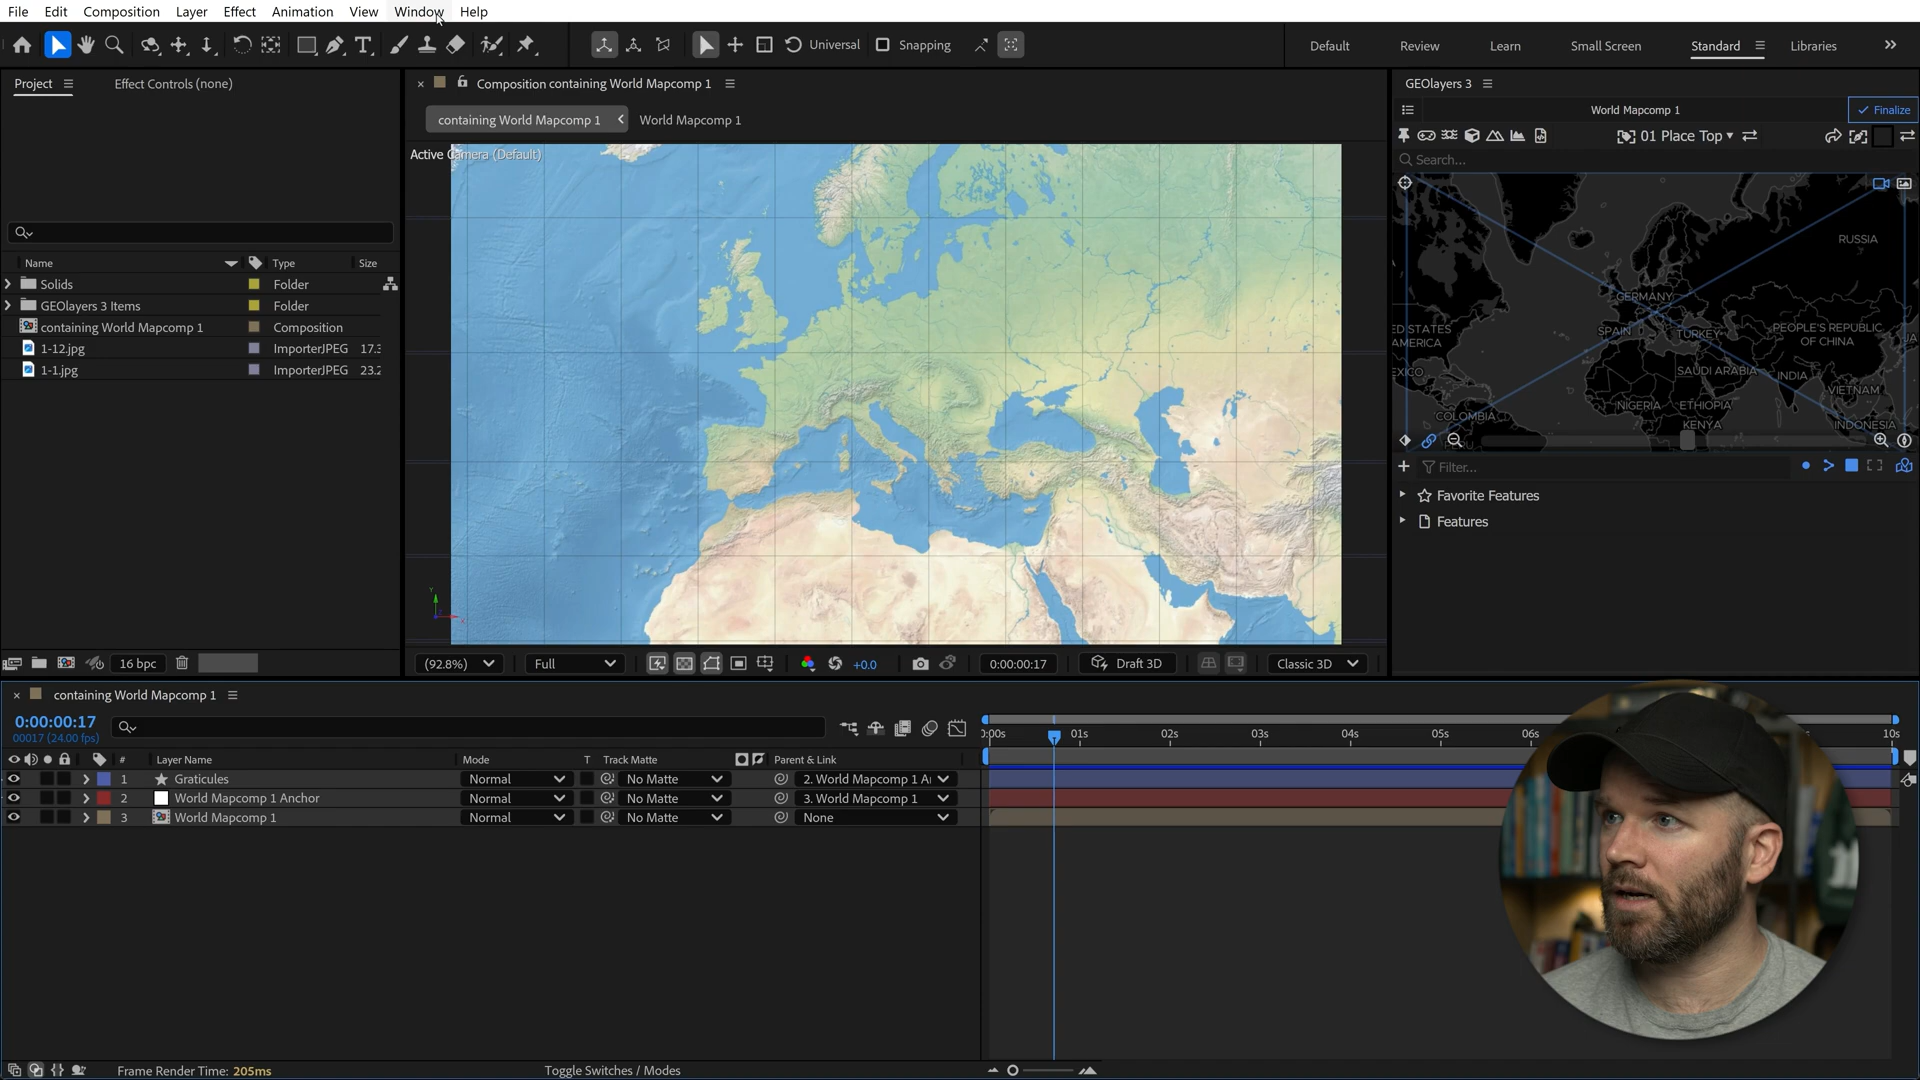 File Edit Composition Layer Effect Animation View Window Help
Universal Snapping Default Review Learn Small Screen Standard Libraries
Project Effect Controls (none)
Composition containing World Mapcomp 1
GEOlayers 3
containing World Mapcomp 1 World Mapcomp 1
World Mapcomp 1 Finalize
01 Place Top
Search...
Active Camera (Default)
RUSSIA
GERMANY
SPAIN TURKEY
ED STATES
AMERICA
PEOPLE'S REPUBLIC
OF CHINA
EXICO
SAUDI ARABIA INDIA
VIETNAM
NIGERIA ETHIOPIA
COLOMBIA
KENYA
INDONESIA
Filter...
Favorite Features
Features
Name Type Size
Solids Folder
GEOlayers 3 Items Folder
containing World Mapcomp 1 Composition
1-12.jpg ImporterJPEG 17.3
1-1.jpg ImporterJPEG 23.2
16 bpc
(92.8%) Full +0.0 0:00:00:17 Draft 3D Classic 3D
containing World Mapcomp 1
0:00:00:17
00017 (24.00 fps)
0:00s 01s 02s 03s 04s 05s 06s 10s
# Layer Name Mode T Track Matte Parent & Link
1 Graticules Normal No Matte 2. World Mapcomp 1 A
2 World Mapcomp 1 Anchor Normal No Matte 3. World Mapcomp 1
3 World Mapcomp 1 Normal No Matte None
Frame Render Time: 205ms Toggle Switches / Modes